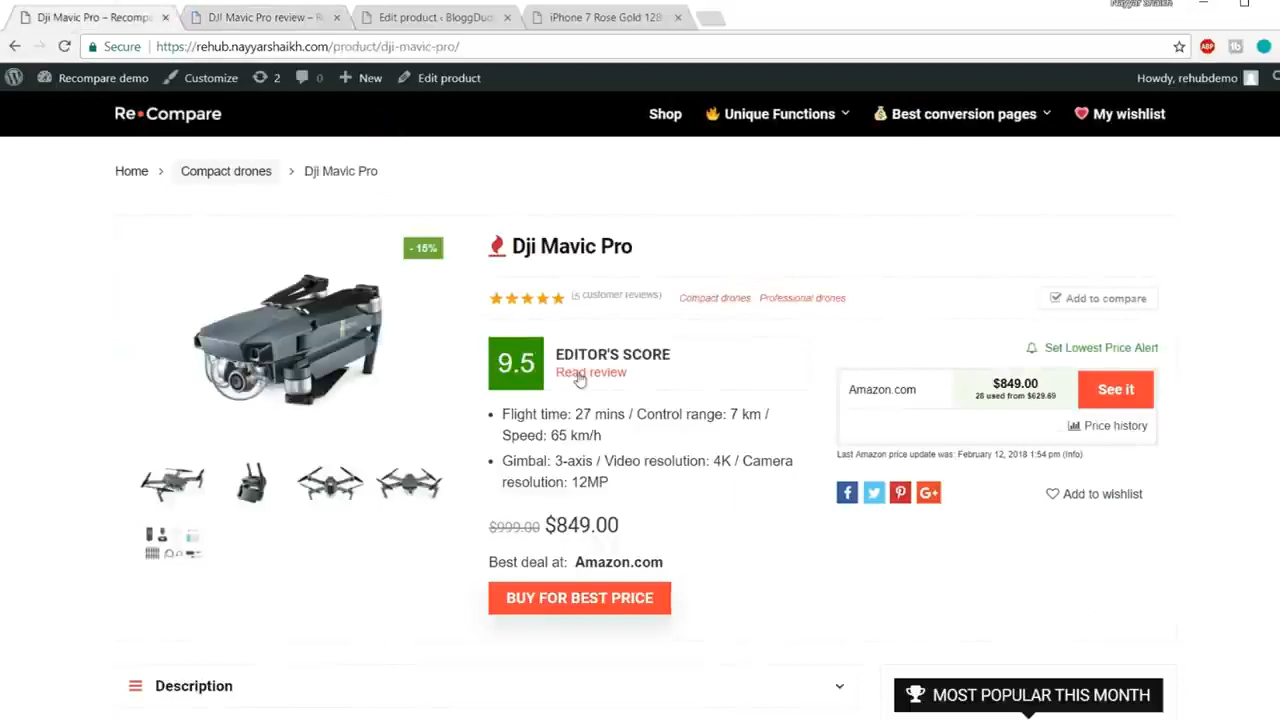 Nayyar Shaikh
Dji Mavic Pro – Recompa
DJI Mavic Pro review – R
Edit product ‹ BloggDud
iPhone 7 Rose Gold 128
Secure
https://rehub.nayyarshaikh.com/product/dji-mavic-pro/
ABP
Recompare demo
Customize
2
0
New
Edit product
Howdy, rehubdemo
Re•Compare
Shop
Unique Functions
Best conversion pages
My wishlist
Home
Compact drones
Dji Mavic Pro
- 15%
Dji Mavic Pro
(5 customer reviews)
Compact drones
Professional drones
Add to compare
9.5
EDITOR'S SCORE
Read review
Set Lowest Price Alert
Amazon.com
$849.00
28 used from $629.69
See it
Price history
Last Amazon price update was: February 12, 2018 1:54 pm (Info)
Add to wishlist
Flight time: 27 mins / Control range: 7 km /
Speed: 65 km/h
Gimbal: 3-axis / Video resolution: 4K / Camera
resolution: 12MP
$999.00 $849.00
Best deal at: Amazon.com
BUY FOR BEST PRICE
Description
MOST POPULAR THIS MONTH